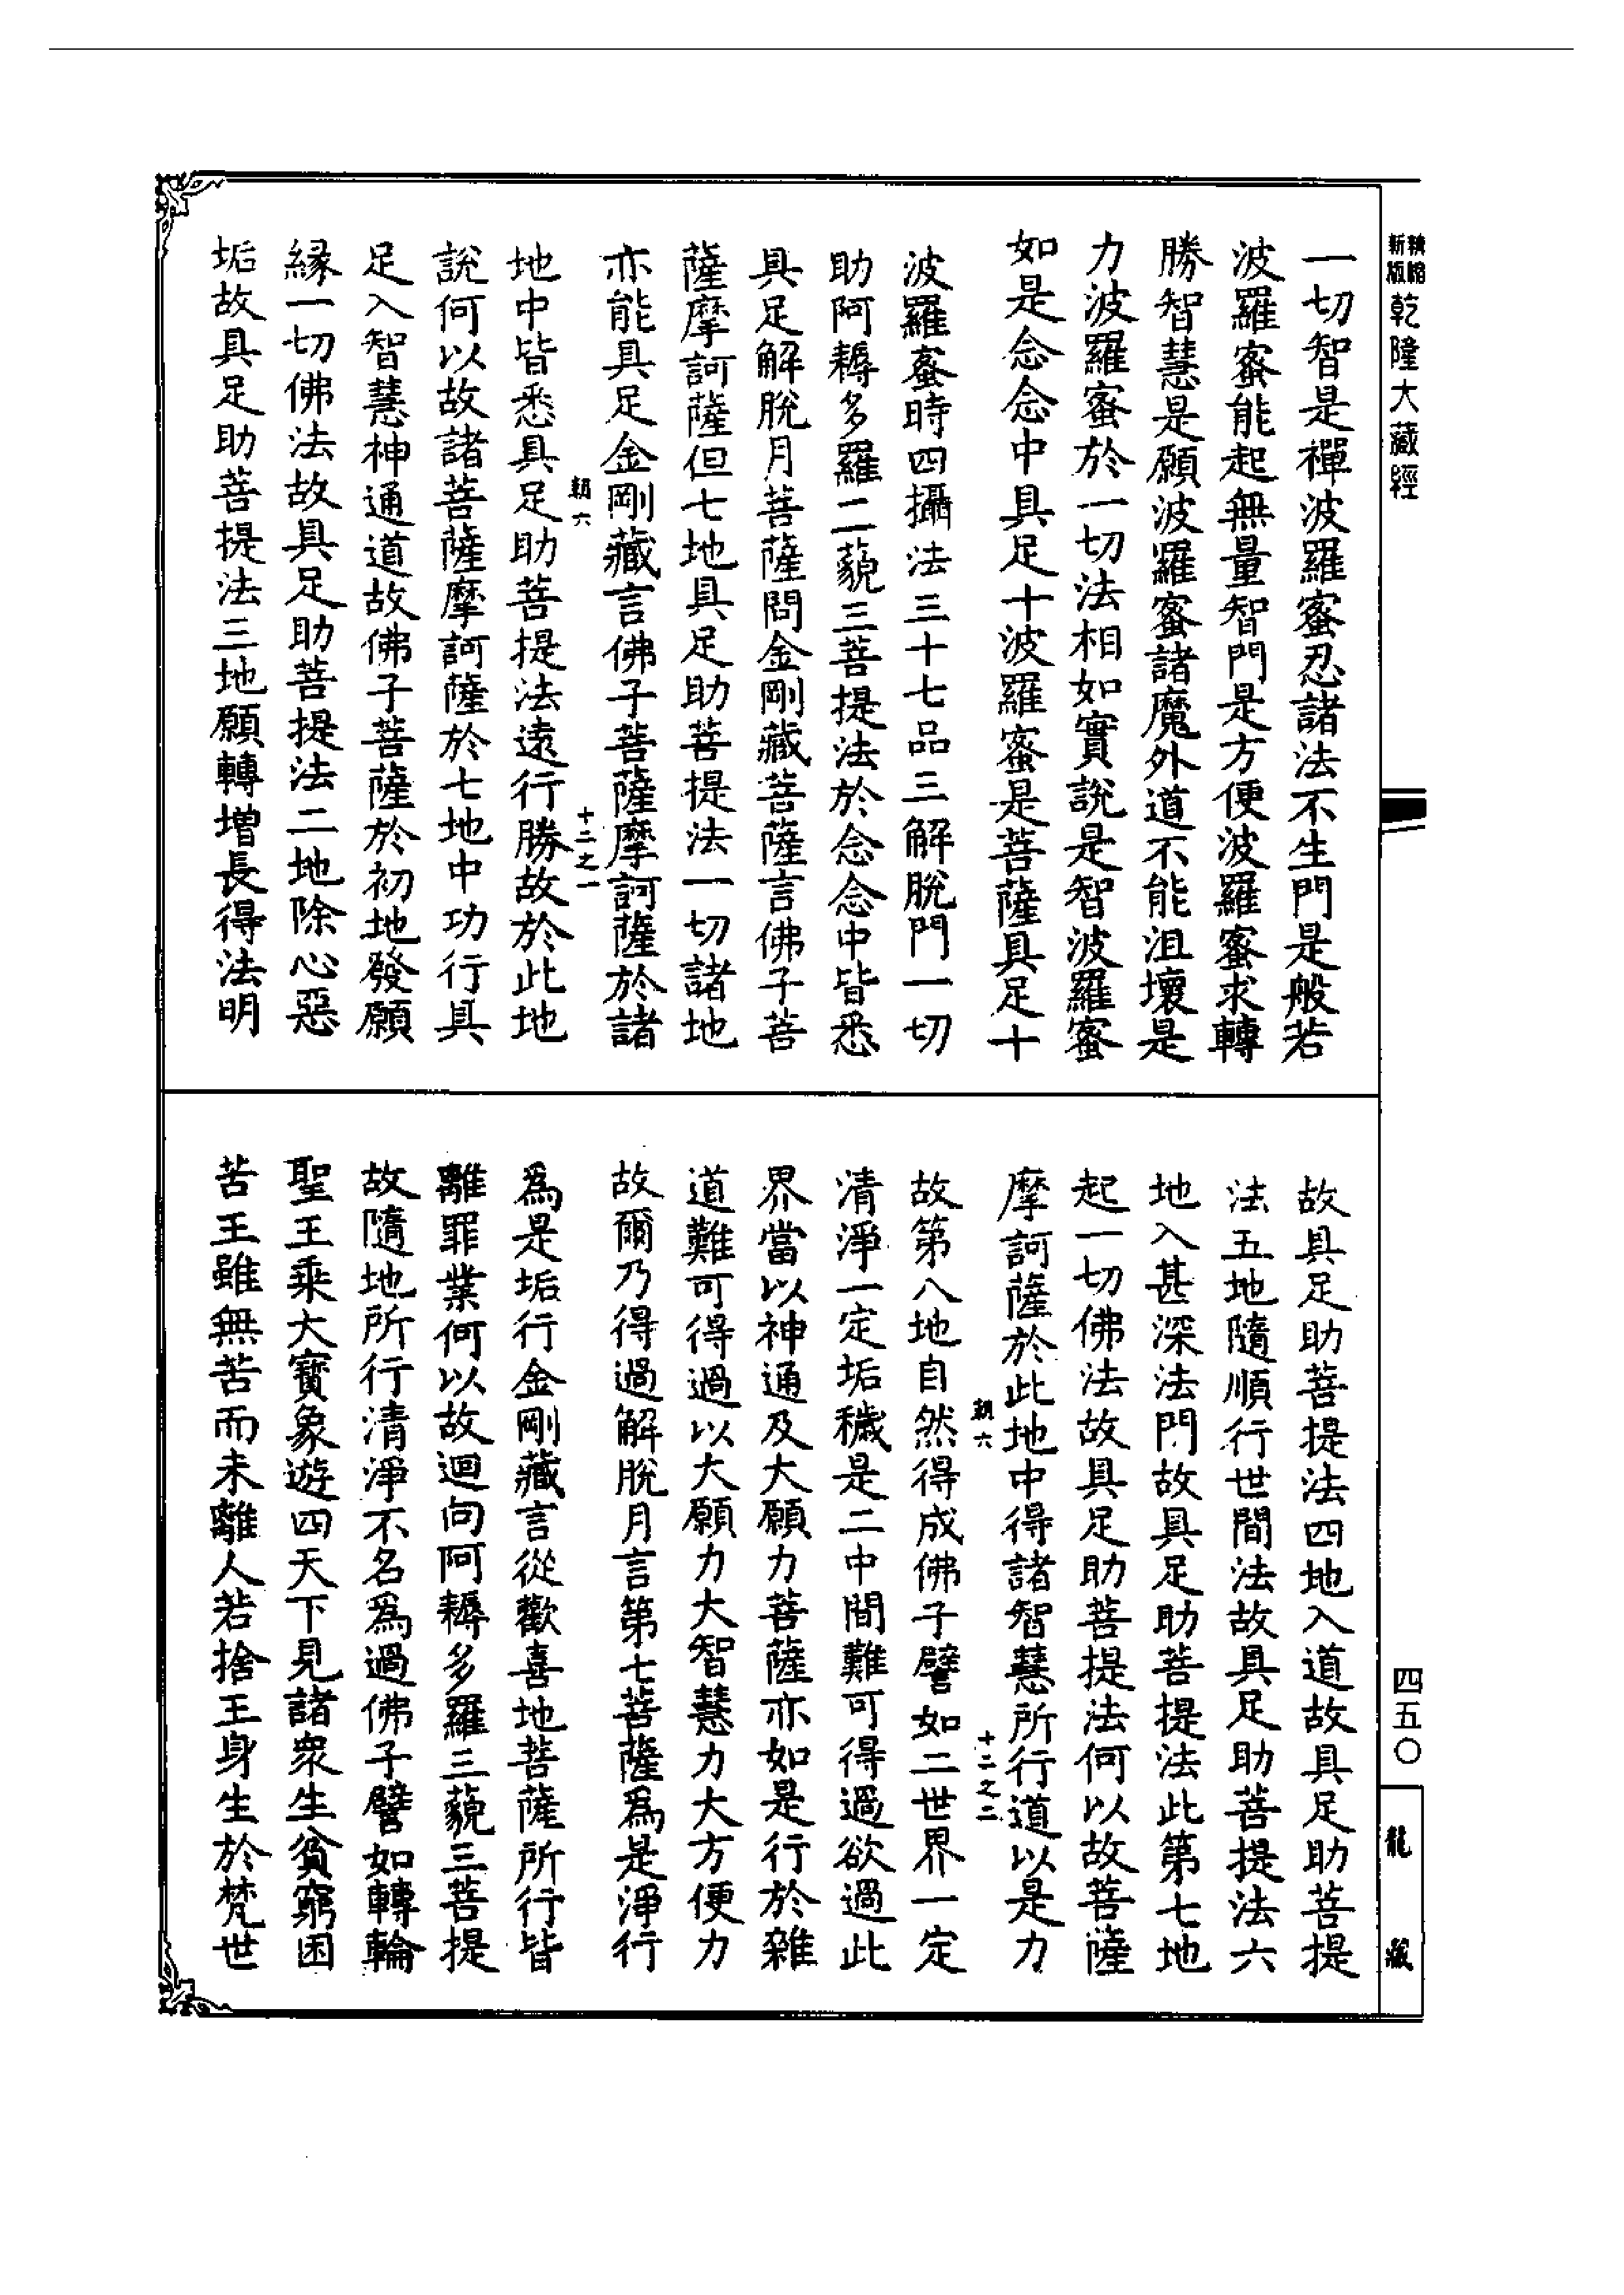 新版 精縮 乾隆大藏經
一切智是禪波羅蜜忍諸法不生門是般若
波羅蜜能起無量智門是方便波羅蜜求轉
勝智慧是願波羅蜜諸魔外道不能沮壞是
力波羅蜜於一切法相如實說是智波羅蜜
如是念念中具足十波羅蜜是菩薩具足十
波羅蜜時四攝法三十七品三解脫門一切
助阿耨多羅三藐三菩提法於念念中皆悉
具足解脫月菩薩問金剛藏菩薩言佛子菩
薩摩訶薩但七地具足助菩提法一切諸地
亦能具足金剛藏言佛子菩薩摩訶薩於諸
朝六 十二之一
地中皆悉具足助菩提法遠行勝故於此地
說何以故諸菩薩摩訶薩於七地中功行具
足入智慧神通道故佛子菩薩於初地發願
緣一切佛法故具足助菩提法二地除心惡
垢故具足助菩提法三地願轉增長得法明
故具足助菩提法四地入道故具足助菩提
法五地隨順行世間法故具足助菩提法六
地入甚深法門故具足助菩提法此第七地
起一切佛法故具足助菩提法何以故菩薩
摩訶薩於此地中得諸智慧所行道以是力
朝六 十二之二
故第八地自然得成佛子譬如二世界一定
清淨一定垢穢是二中間難可得過欲過此
界當以神通及大願力菩薩亦如是行於雜
道難可得過以大願力大智慧力大方便力
故爾乃得過解脫月言第七菩薩為是淨行
為是垢行金剛藏言從歡喜地菩薩所行皆
離罪業何以故迴向阿耨多羅三藐三菩提
故隨地所行清淨不名為過佛子譬如轉輪
聖王乘大寶象遊四天下見諸眾生貧窮困
苦王雖無苦而未離人若捨王身生於梵世
四五〇
龍藏